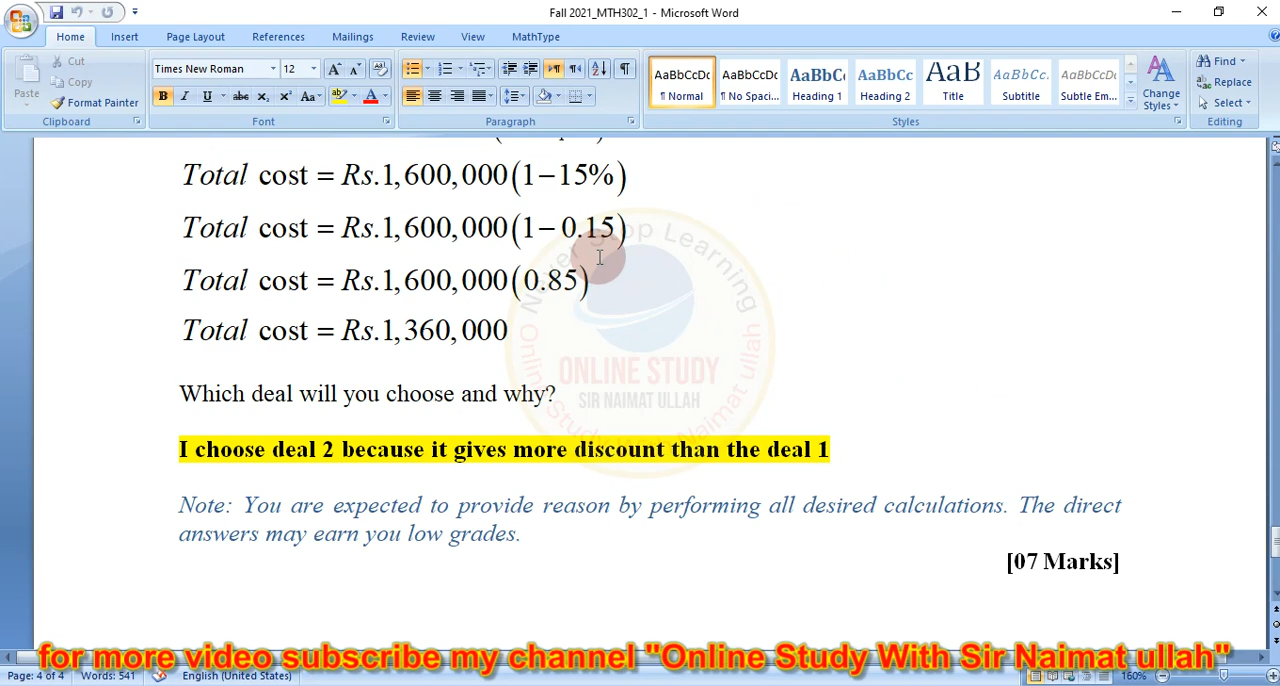 Fall 2021_MTH302_1 - Microsoft Word
Home Insert Page Layout References Mailings Review View MathType
Paste
Cut
Copy
Format Painter
Clipboard
Times New Roman 12
Font
Paragraph
AaBbCcDc AaBbCcDc AaBbC AaBbCc AaB AaBbCc. AaBbCcDc
¶ Normal ¶ No Spaci... Heading 1 Heading 2 Title Subtitle Subtle Em...
Styles
Change Styles
Find
Replace
Select
Editing
Total cost = Rs.1,600,000(1−15%)
Total cost = Rs.1,600,000(1−0.15)
Total cost = Rs.1,600,000(0.85)
Total cost = Rs.1,360,000
Which deal will you choose and why?
I choose deal 2 because it gives more discount than the deal 1
Note: You are expected to provide reason by performing all desired calculations. The direct
answers may earn you low grades.
[07 Marks]
Never Stop Learning
ONLINE STUDY
SIR NAIMAT ULLAH
for more video subscribe my channel "Online Study With Sir Naimat ullah"
Page: 4 of 4 Words: 541 English (United States) 160%